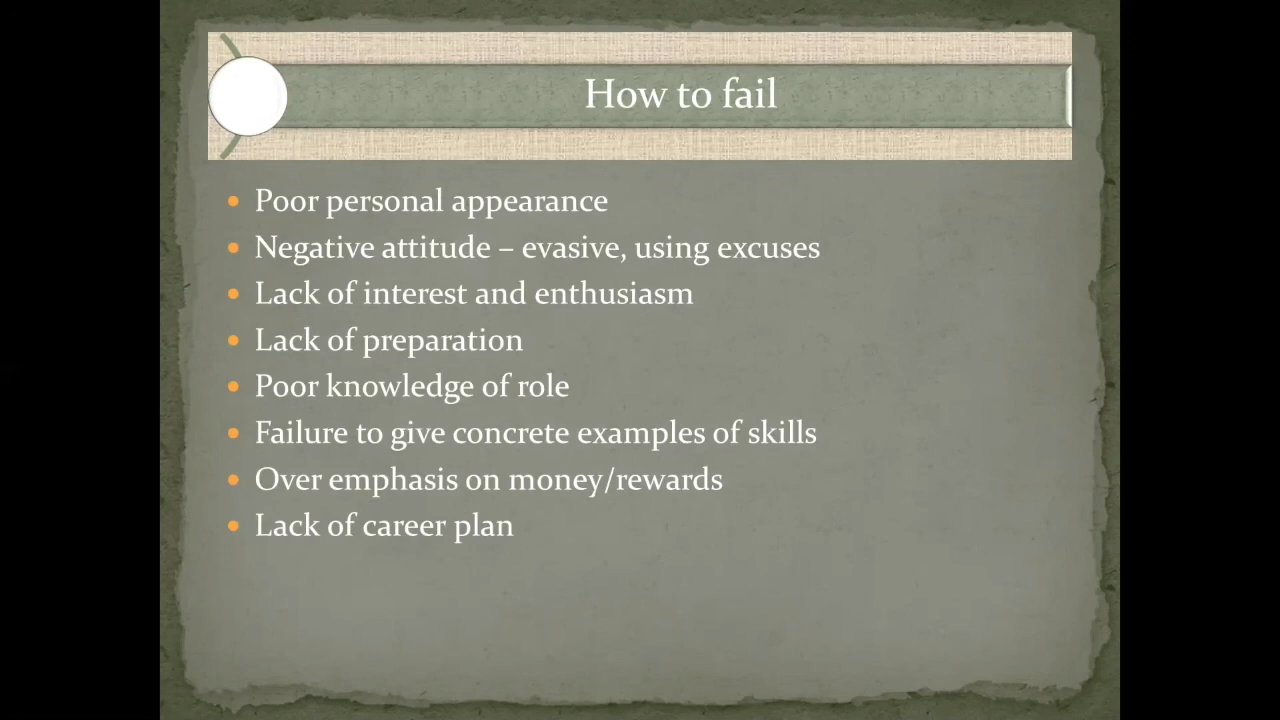 How to fail
• Poor personal appearance
• Negative attitude – evasive, using excuses
• Lack of interest and enthusiasm
• Lack of preparation
• Poor knowledge of role
• Failure to give concrete examples of skills
• Over emphasis on money/rewards
• Lack of career plan